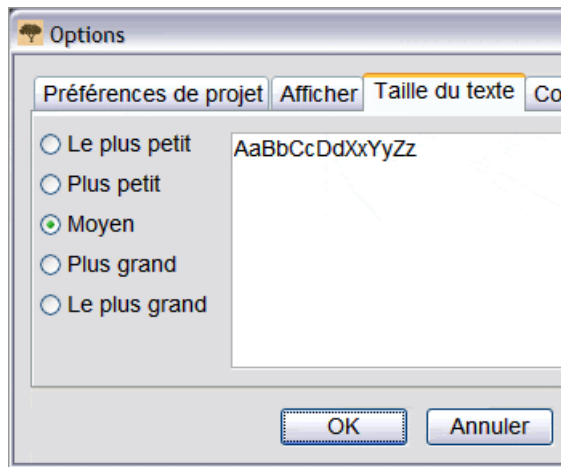 Options
Préférences de projet Afficher Taille du texte Co
Le plus petit
AaBbCcDdXxYyZz
Plus petit
Moyen
Plus grand
Le plus grand
OK Annuler